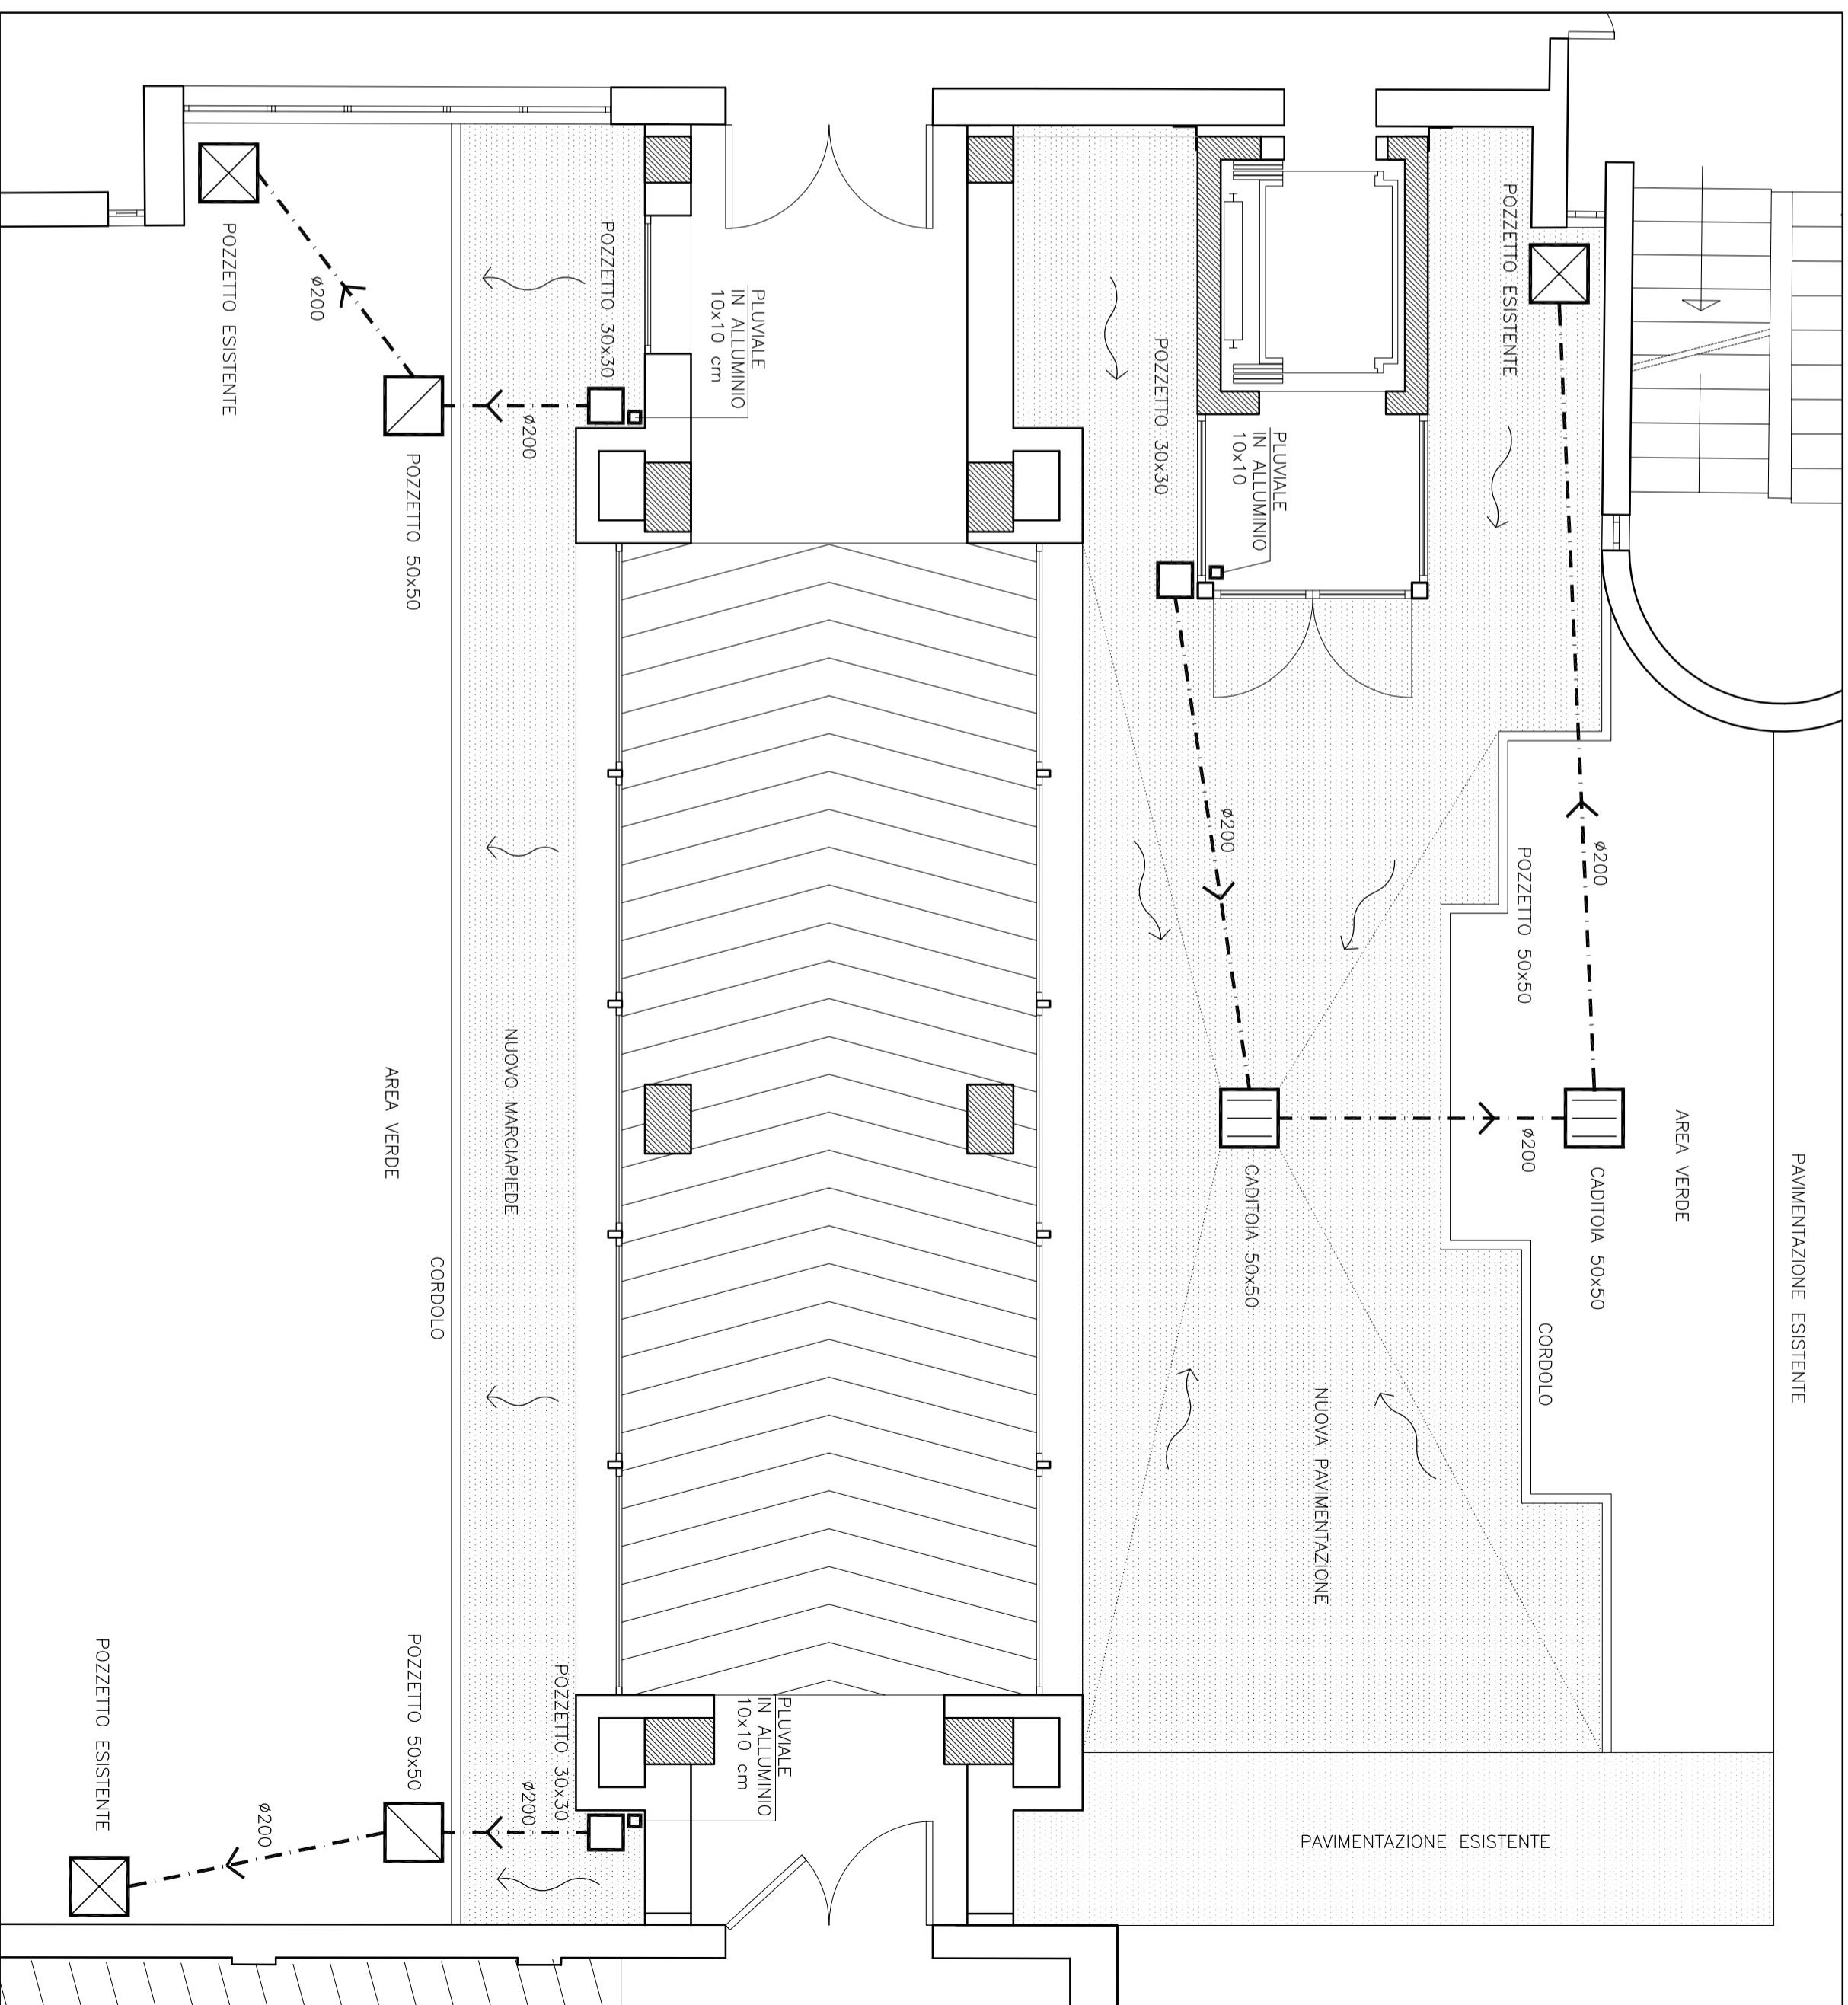 POZZETTO ESISTENTE
Ø200
POZZETTO 50x50
POZZETTO 30x30
Ø200
PLUVIALE
IN ALLUMINIO
10x10 cm
POZZETTO 30x30
PLUVIALE
IN ALLUMINIO
10x10
POZZETTO ESISTENTE
Ø200
Ø200
POZZETTO 50x50
Ø200
CADITOIA 50x50
CADITOIA 50x50
AREA VERDE
PAVIMENTAZIONE ESISTENTE
CORDOLO
NUOVA PAVIMENTAZIONE
NUOVO MARCIAPIEDE
AREA VERDE
CORDOLO
POZZETTO ESISTENTE
Ø200
POZZETTO 50x50
Ø200
POZZETTO 30x30
PLUVIALE
IN ALLUMINIO
10x10 cm
PAVIMENTAZIONE ESISTENTE